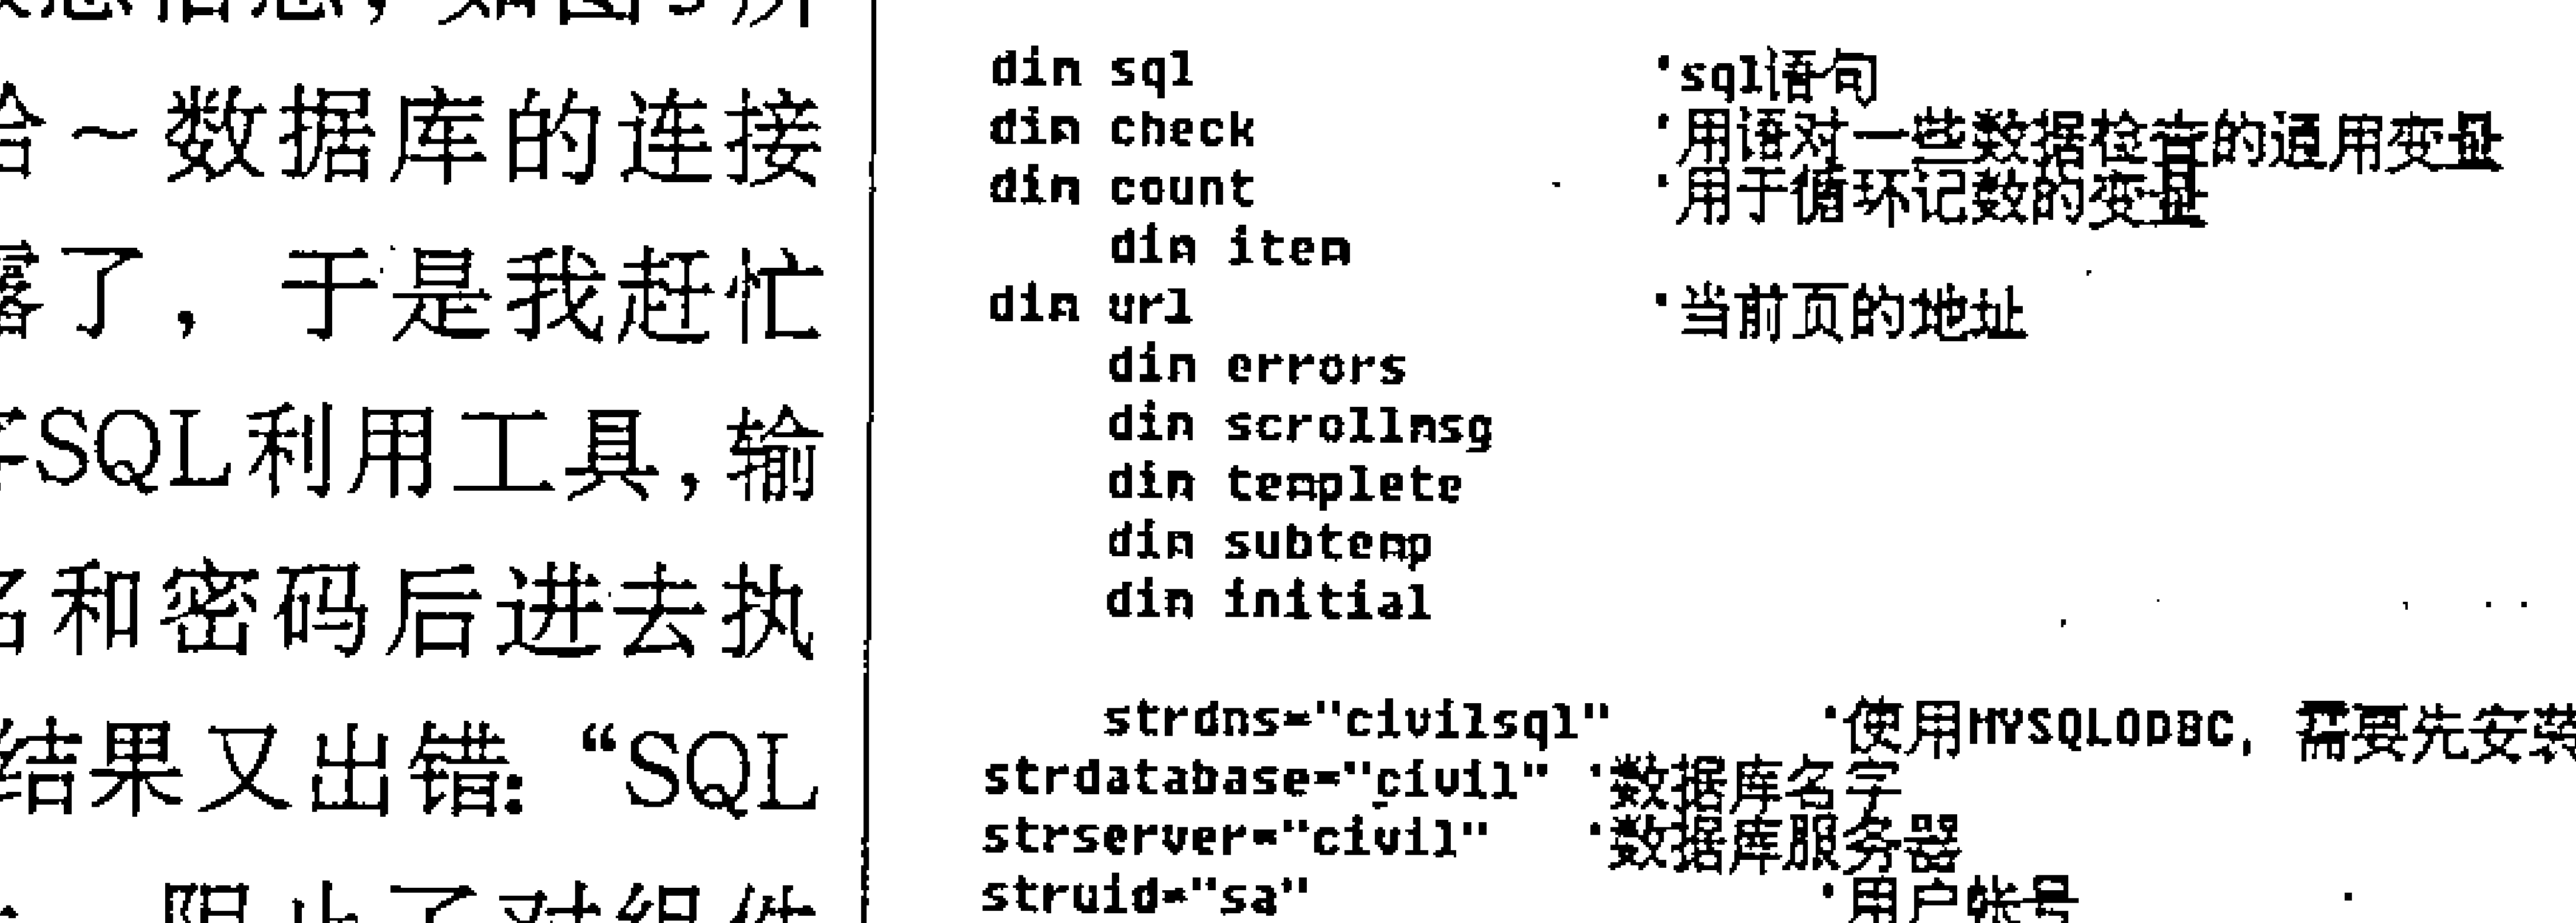 息信息，如图3所
哈～数据库的连接
露了，于是我赶忙
SQL利用工具，输
名和密码后进去执
结果又出错：“SQL
阻止了对组件
dim sql 'sql语句
dim check '用语对一些数据检查的通用变量
dim count '用于循环记数的变量
dim item
dim url '当前页的地址
dim errors
dim scrollmsg
dim templete
dim subtemp
dim initial
strdns="civilsql" '使用MYSQLODBC, 需要先安装
strdatabase="civil" '数据库名字
strserver="civil" '数据库服务器
struid="sa" '用户帐号